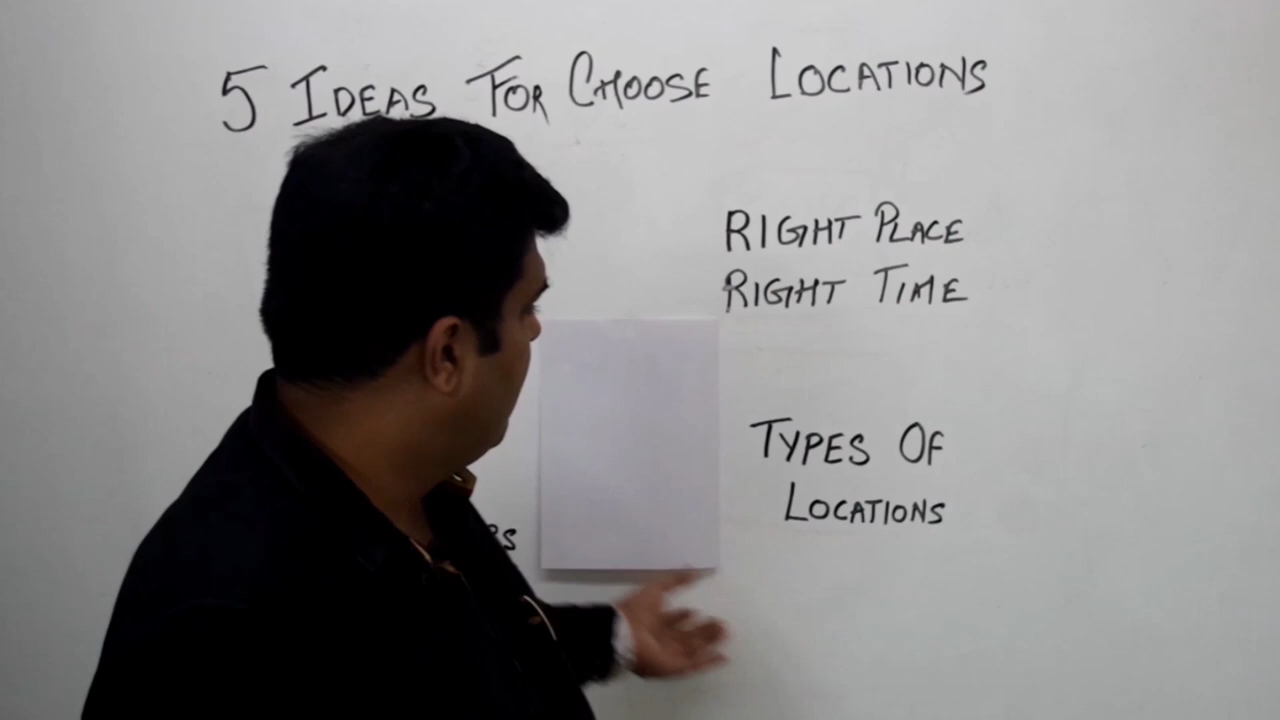 5 IDEAS FOR CHOOSE LOCATIONS
RIGHT PLACE
RIGHT TIME
TYPES OF
LOCATIONS